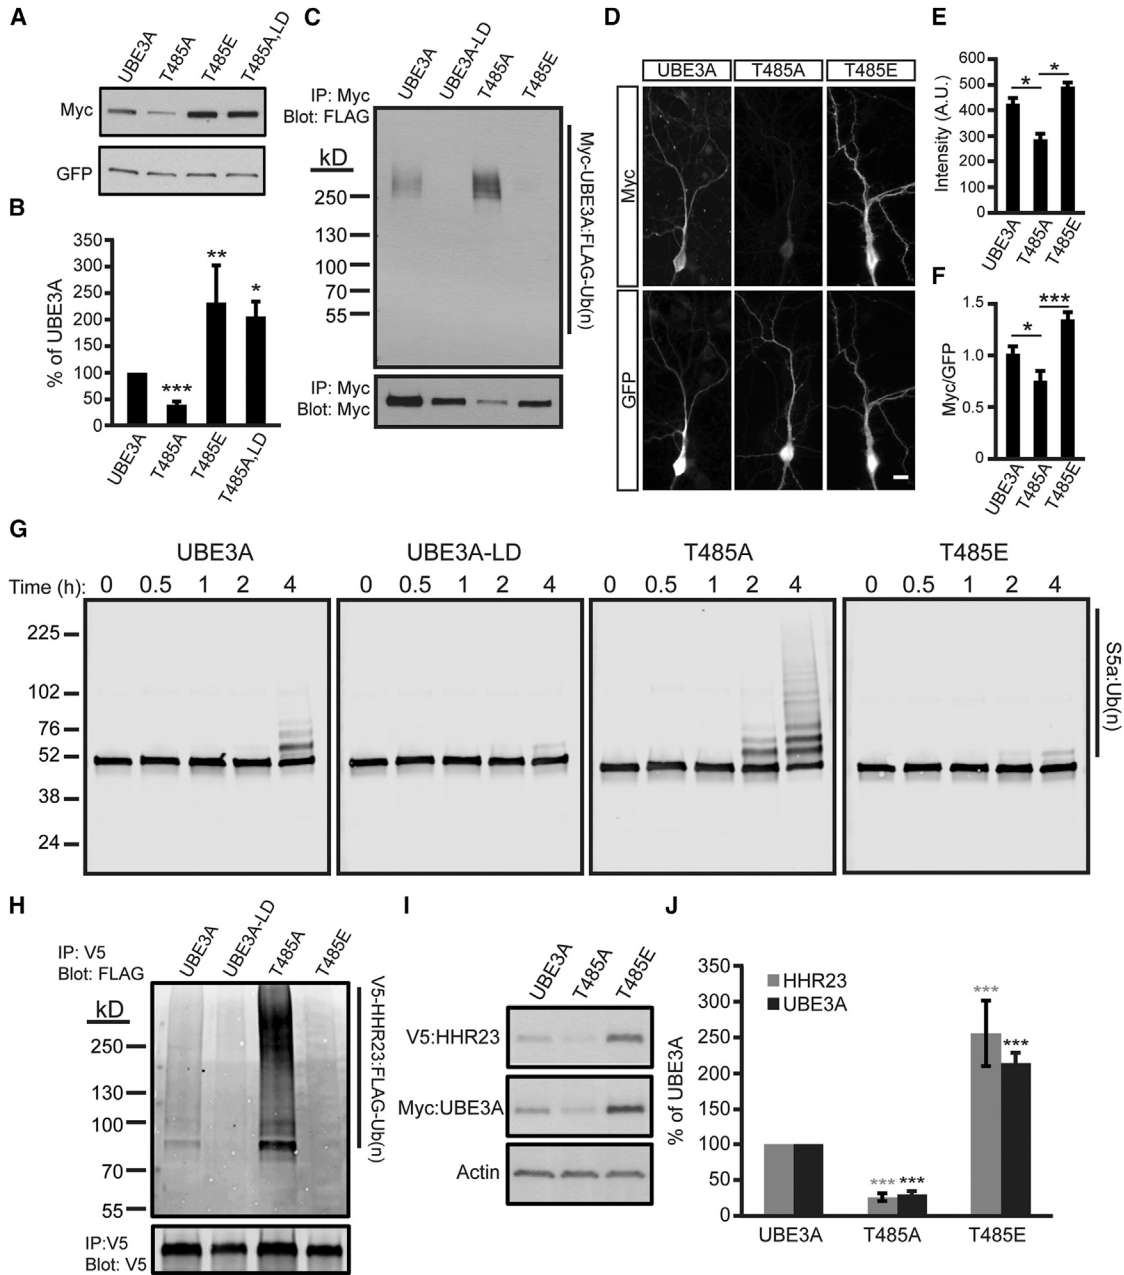 A
UBE3A
T485A
T485E
T485A,LD
Myc
GFP
B
350
300
250
200
150
100
50
0
% of UBE3A
***
**
*
UBE3A
T485A
T485E
T485A,LD
C
UBE3A
UBE3A-LD
T485A
T485E
IP: Myc
Blot: FLAG
kD
250
130
100
70
55
Myc-UBE3A:FLAG-Ub(n)
IP: Myc
Blot: Myc
D
UBE3A
T485A
T485E
Myc
GFP
E
600
500
400
300
200
100
0
Intensity (A.U.)
*
*
UBE3A
T485A
T485E
F
1.5
1.0
0.5
0
Myc/GFP
*
***
UBE3A
T485A
T485E
G
UBE3A
UBE3A-LD
T485A
T485E
Time (h):
0 0.5 1 2 4
0 0.5 1 2 4
0 0.5 1 2 4
0 0.5 1 2 4
225
102
76
52
38
24
S5a:Ub(n)
H
UBE3A
UBE3A-LD
T485A
T485E
IP: V5
Blot: FLAG
kD
250
130
100
70
55
V5-HHR23:FLAG-Ub(n)
IP:V5
Blot: V5
I
UBE3A
T485A
T485E
V5:HHR23
Myc:UBE3A
Actin
J
350
300
250
200
150
100
50
0
% of UBE3A
HHR23
UBE3A
*** ***
*** ***
UBE3A
T485A
T485E